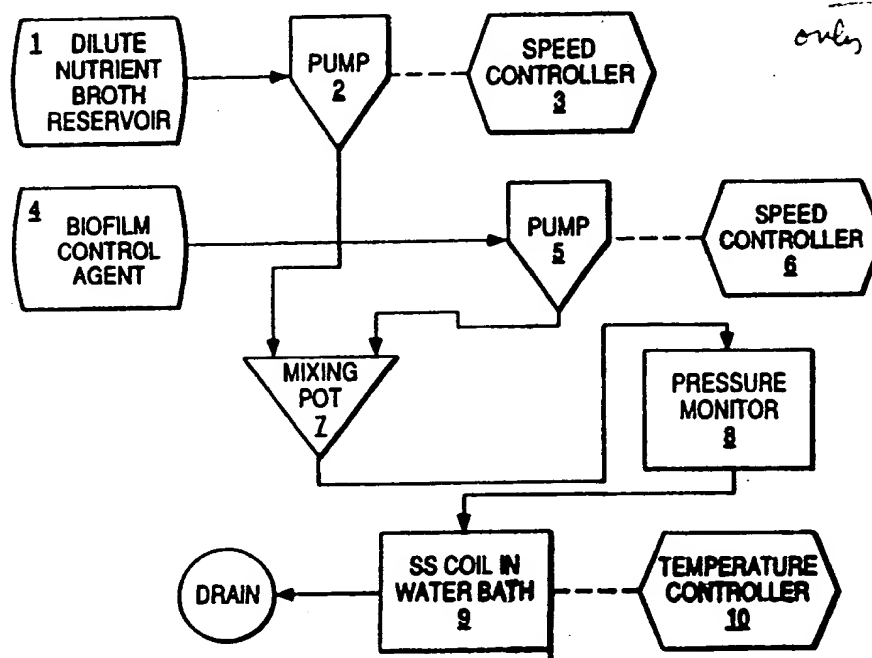 1 DILUTE
NUTRIENT
BROTH
RESERVOIR
PUMP
2
SPEED
CONTROLLER
3
only
4
BIOFILM
CONTROL
AGENT
PUMP
5
SPEED
CONTROLLER
6
MIXING
POT
7
PRESSURE
MONITOR
8
DRAIN
SS COIL IN
WATER BATH
9
TEMPERATURE
CONTROLLER
10